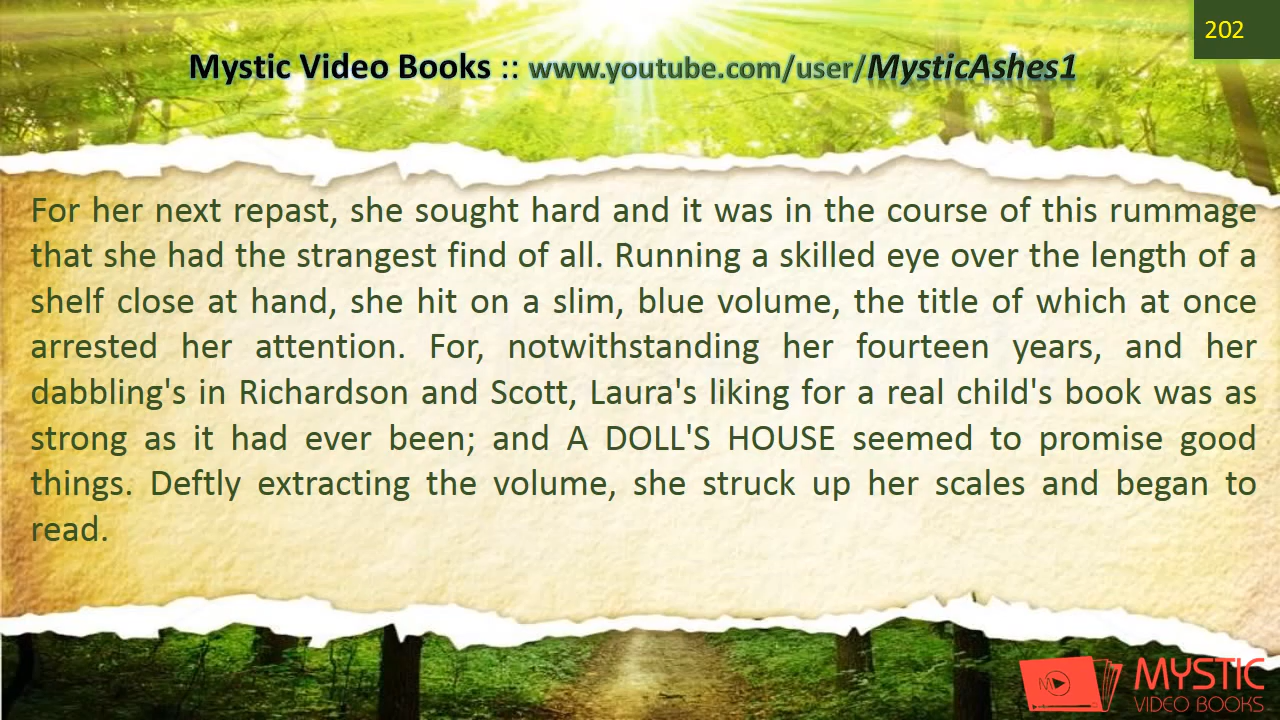 202
Mystic Video Books :: www.youtube.com/user/MysticAshes1
For her next repast, she sought hard and it was in the course of this rummage
that she had the strangest find of all. Running a skilled eye over the length of a
shelf close at hand, she hit on a slim, blue volume, the title of which at once
arrested her attention. For, notwithstanding her fourteen years, and her
dabbling's in Richardson and Scott, Laura's liking for a real child's book was as
strong as it had ever been; and A DOLL'S HOUSE seemed to promise good
things. Deftly extracting the volume, she struck up her scales and began to
read.
MYSTIC
VIDEO BOOKS